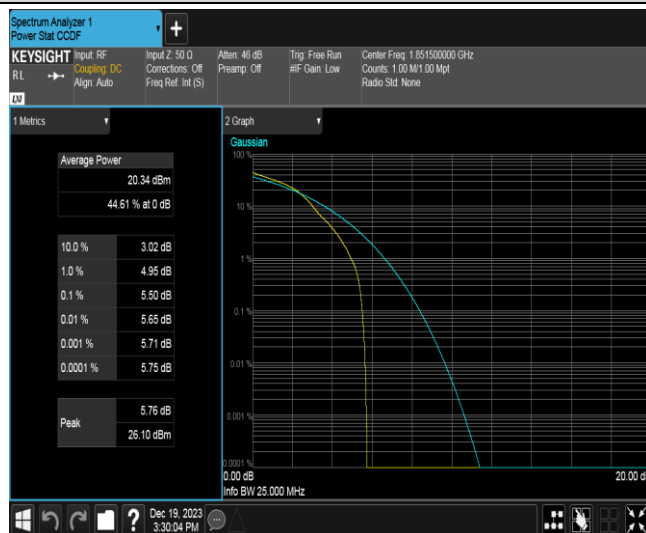 Spectrum Analyzer 1
Power Stat CCDF
+
KEYSIGHT
RL
LXI
Input: RF
Coupling: DC
Align: Auto
Input Z: 50 Ω
Corrections: Off
Freq Ref: Int (S)
Atten: 46 dB
Preamp: Off
Trig: Free Run
#IF Gain: Low
Center Freq: 1.851500000 GHz
Counts: 1.00 M/1.00 Mpt
Radio Std: None
1 Metrics
Average Power
20.34 dBm
44.61 % at 0 dB
10.0 % 3.02 dB
1.0 % 4.95 dB
0.1 % 5.50 dB
0.01 % 5.65 dB
0.001 % 5.71 dB
0.0001 % 5.75 dB
Peak
5.76 dB
26.10 dBm
2 Graph
Gaussian
100 %
10 %
1 %
0.1 %
0.01 %
0.001 %
0.0001 %
0.00 dB
20.00 d
Info BW 25.000 MHz
?
Dec 19, 2023
3:30:04 PM